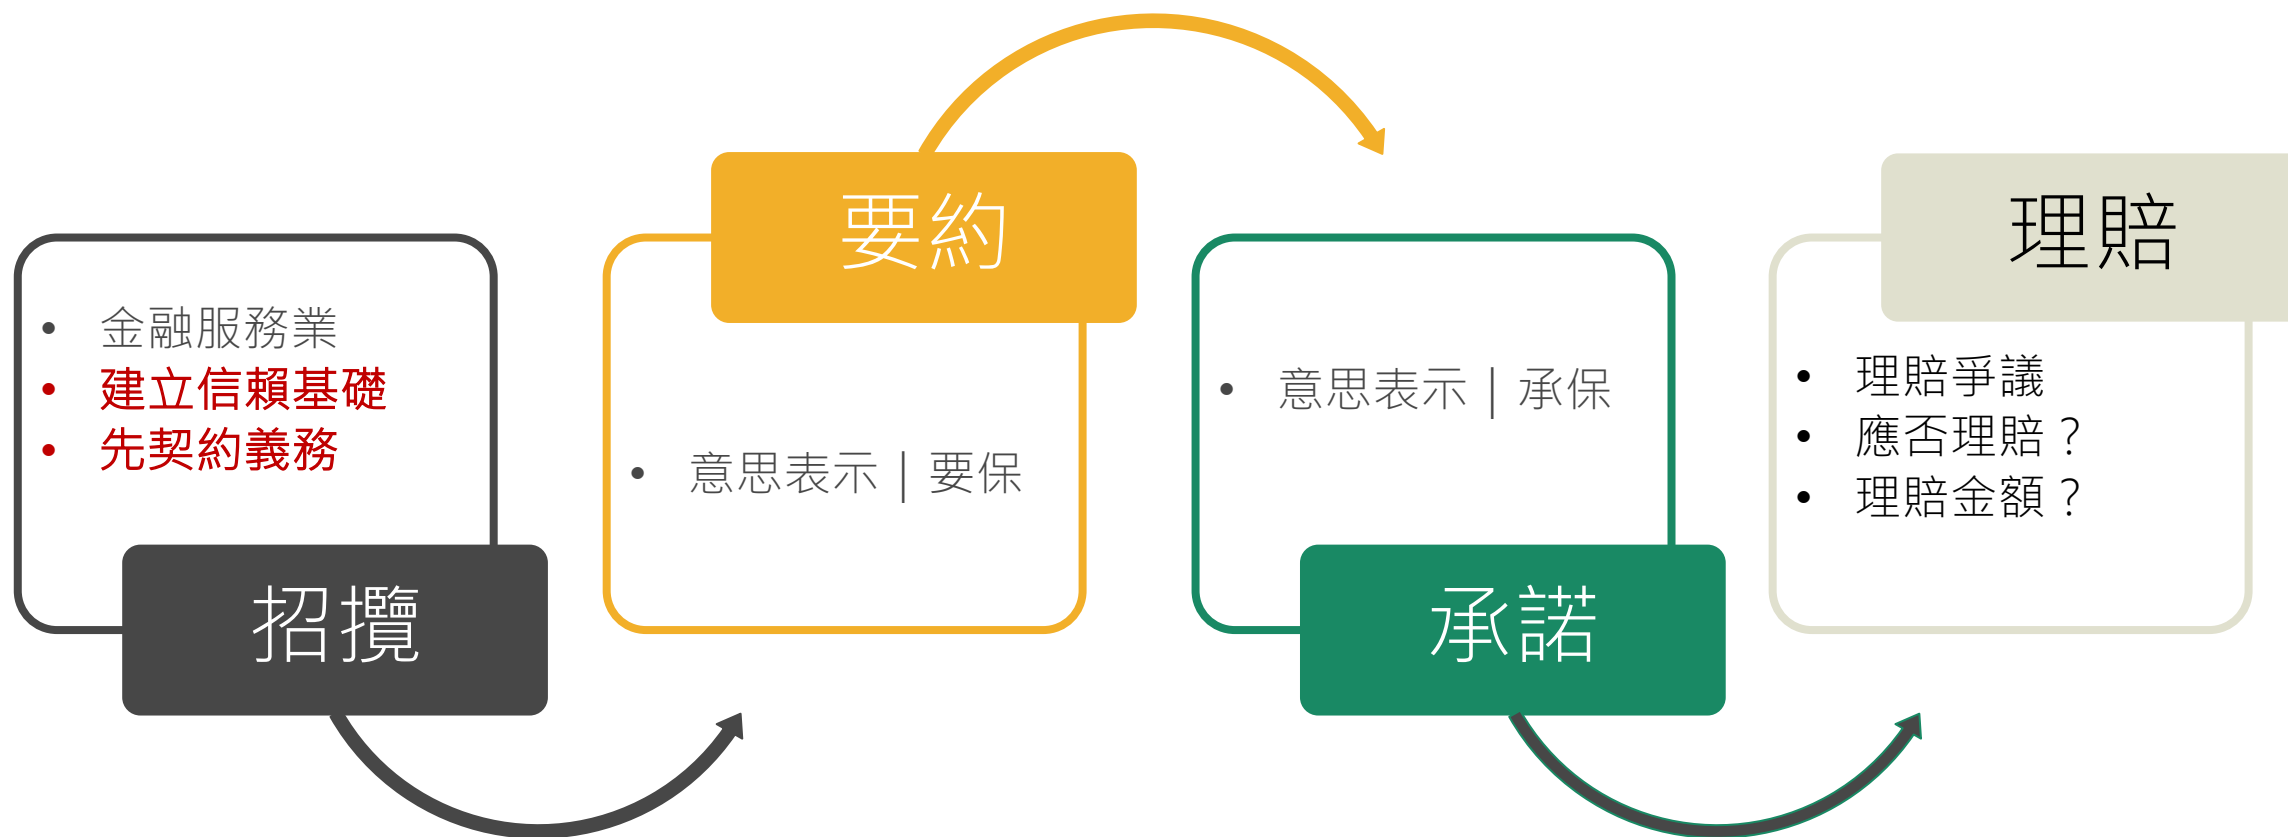 • 金融服務業
• 建立信賴基礎
• 先契約義務
招攬
要約
• 意思表示｜要保
• 意思表示｜承保
承諾
理賠
• 理賠爭議
• 應否理賠？
• 理賠金額？